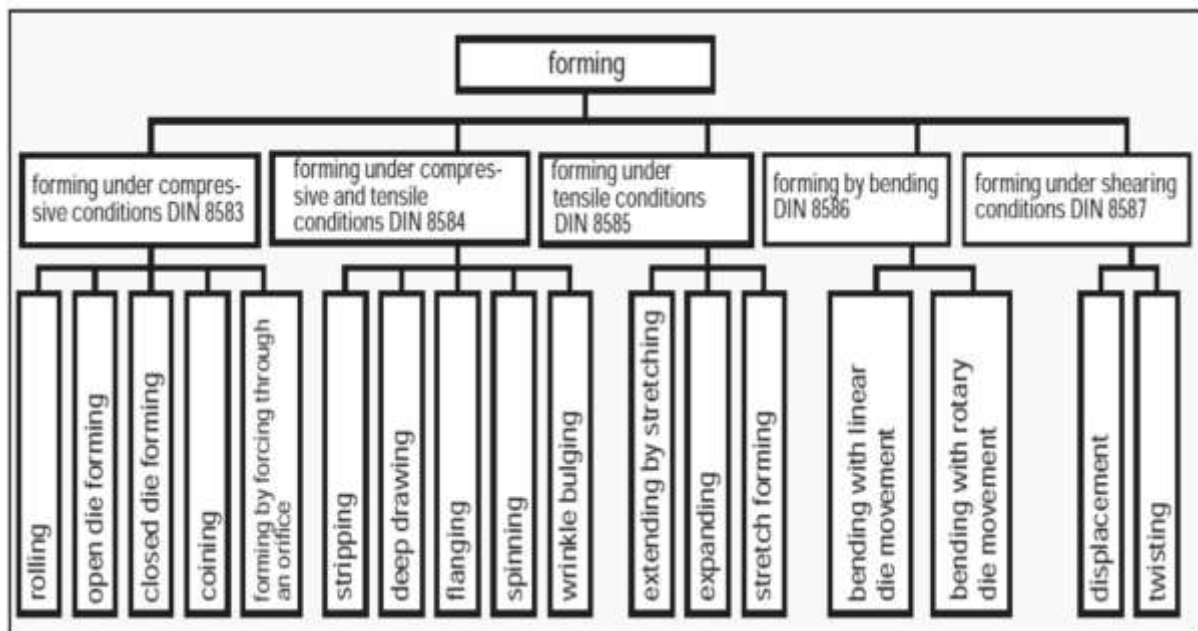 forming
forming under compres-
sive conditions DIN 8583
forming under compres-
sive and tensile
conditions DIN 8584
forming under
tensile conditions
DIN 8585
forming by bending
DIN 8586
forming under shearing
conditions DIN 8587
rolling
open die forming
closed die forming
coining
forming by forcing through
an orifice
stripping
deep drawing
flanging
spinning
wrinkle bulging
extending by stretching
expanding
stretch forming
bending with linear
die movement
bending with rotary
die movement
displacement
twisting